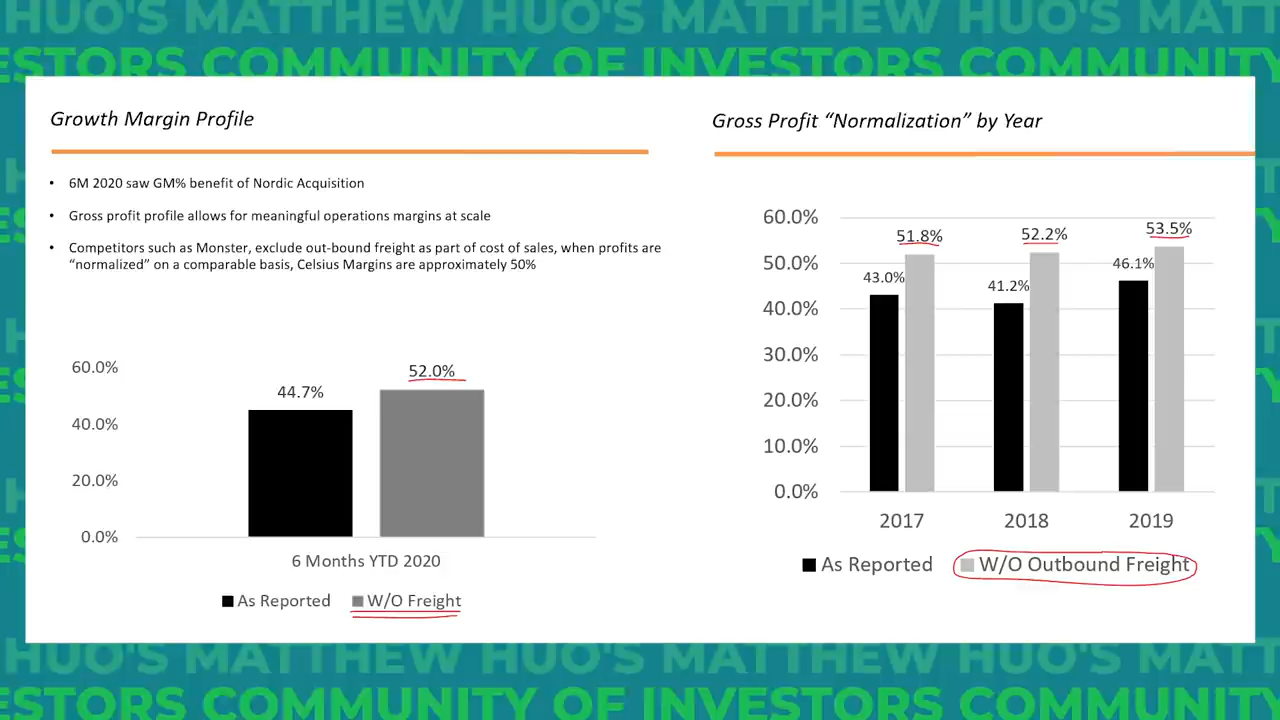 HUO'S MATTHEW HUO'S MATTHEW HUO'S MATT
ESTORS COMMUNITY OF INVESTORS COMMUNITY
Growth Margin Profile
• 6M 2020 saw GM% benefit of Nordic Acquisition
• Gross profit profile allows for meaningful operations margins at scale
• Competitors such as Monster, exclude out-bound freight as part of cost of sales, when profits are
“normalized” on a comparable basis, Celsius Margins are approximately 50%
60.0%
40.0%
20.0%
0.0%
44.7%
52.0%
6 Months YTD 2020
As Reported
W/O Freight
Gross Profit “Normalization” by Year
60.0%
50.0%
40.0%
30.0%
20.0%
10.0%
0.0%
43.0%
51.8%
41.2%
52.2%
46.1%
53.5%
2017
2018
2019
As Reported
W/O Outbound Freight
HUO'S MATTHEW HUO'S MATTHEW HUO'S MATT
NVESTORS COMMUNITY OF INVESTORS COMMUNITY